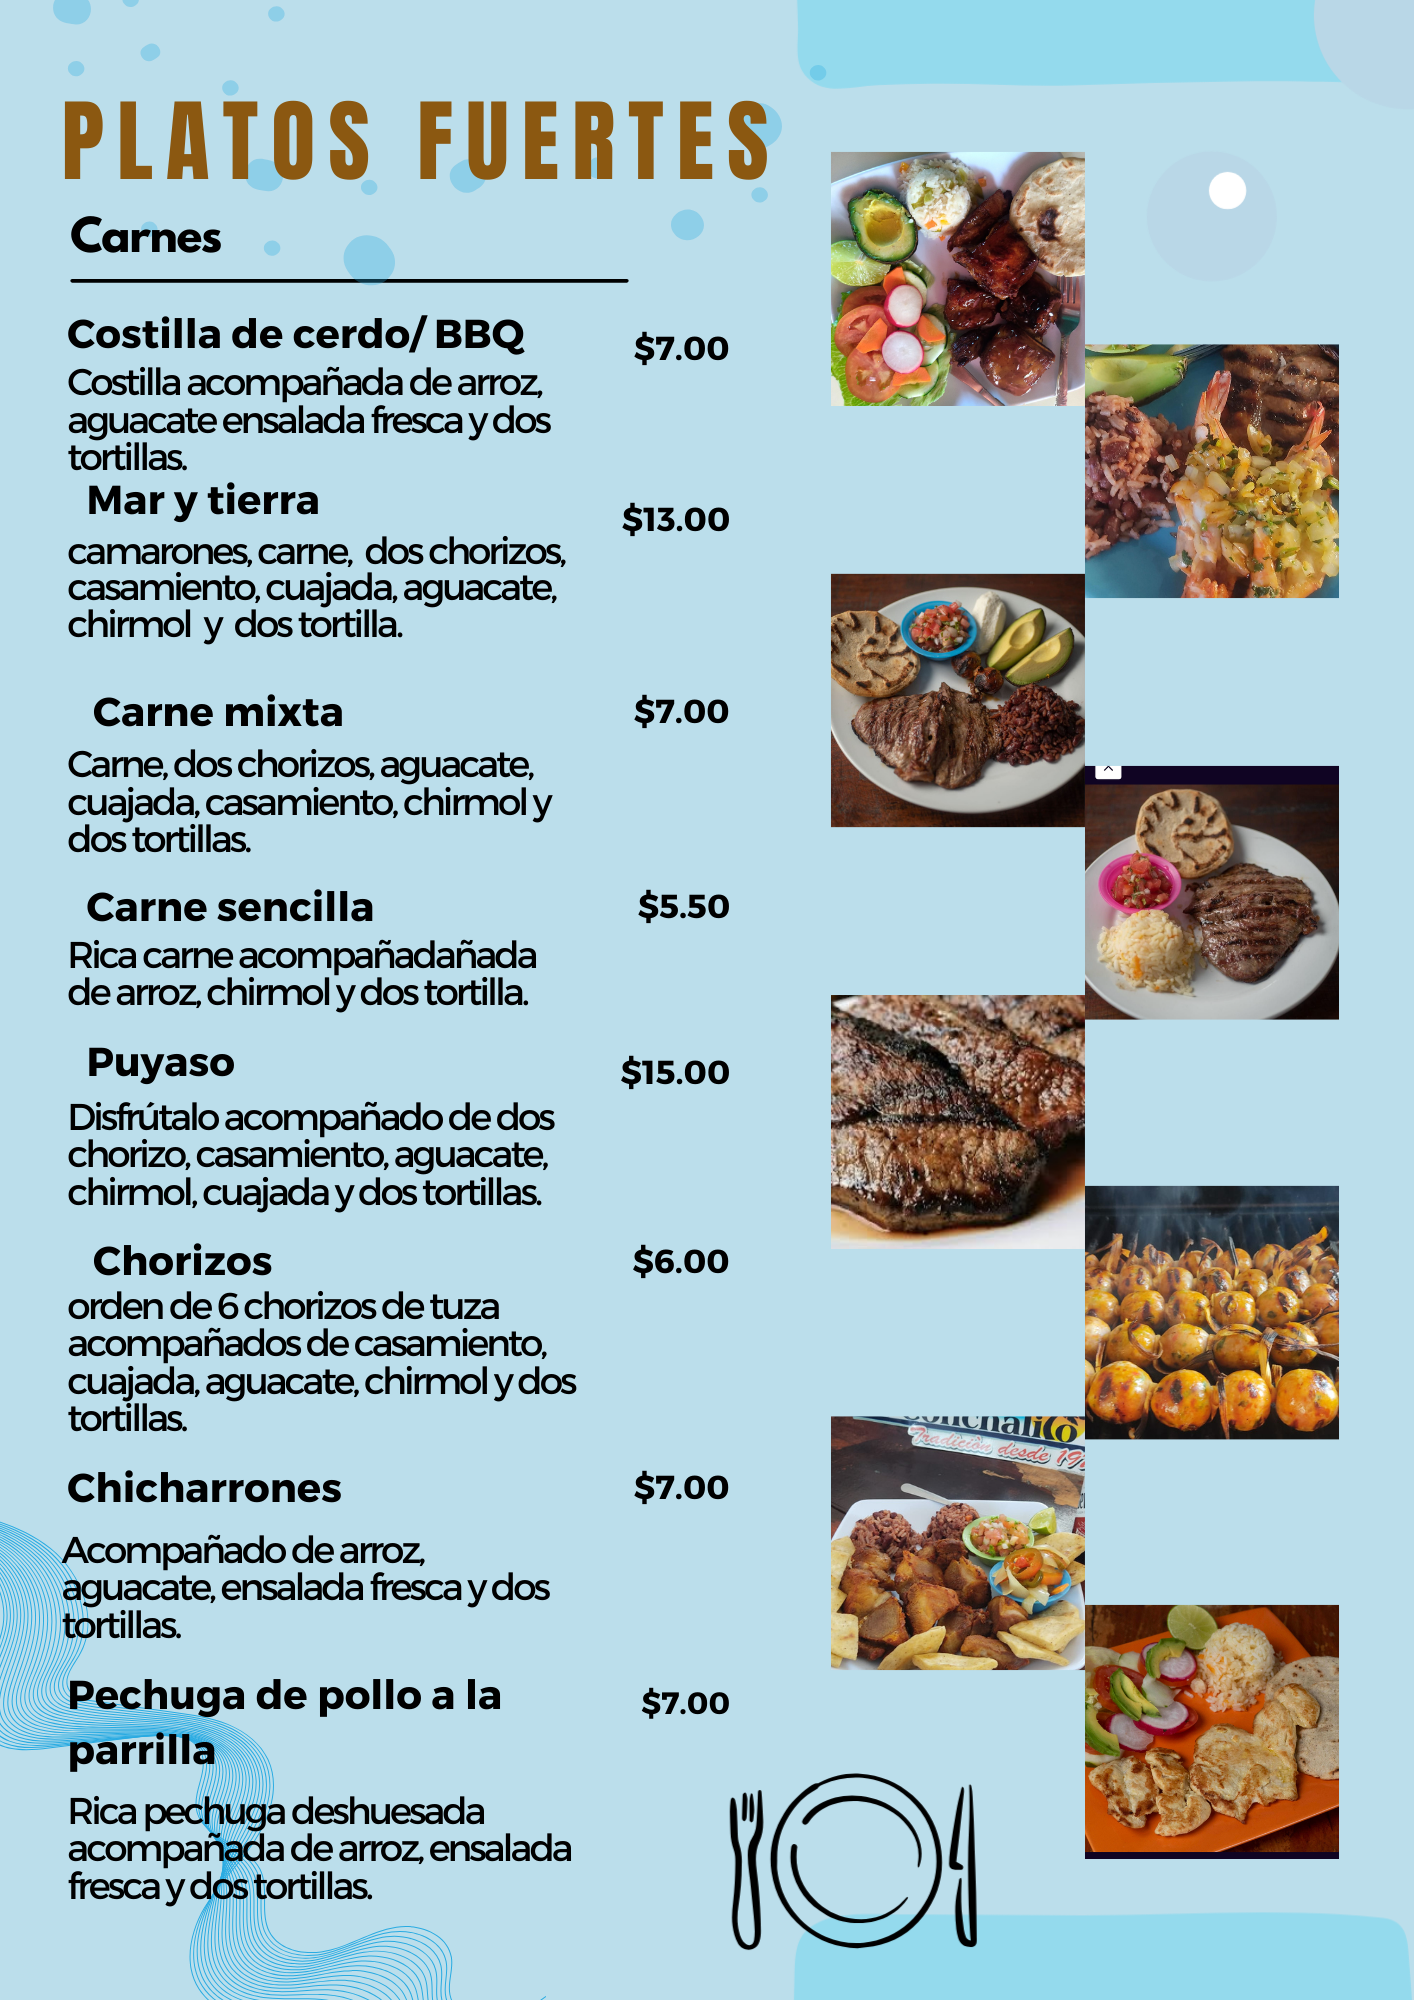 PLATOS FUERTES
Carnes
Costilla de cerdo/ BBQ
$7.00
Costilla acompañada de arroz,
aguacate ensalada fresca y dos
tortillas.
Mar y tierra
$13.00
camarones, carne, dos chorizos,
casamiento, cuajada, aguacate,
chirmol y dos tortilla.
Carne mixta
$7.00
Carne, dos chorizos, aguacate,
cuajada, casamiento, chirmol y
dos tortillas.
Carne sencilla
$5.50
Rica carne acompañadañada
de arroz, chirmol y dos tortilla.
Puyaso
$15.00
Disfrútalo acompañado de dos
chorizo, casamiento, aguacate,
chirmol, cuajada y dos tortillas.
Chorizos
$6.00
orden de 6 chorizos de tuza
acompañados de casamiento,
cuajada, aguacate, chirmol y dos
tortillas.
Chicharrones
$7.00
Acompañado de arroz,
aguacate, ensalada fresca y dos
tortillas.
Pechuga de pollo a la
parrilla
$7.00
Rica pechuga deshuesada
acompañada de arroz, ensalada
fresca y dos tortillas.
Tradición desde